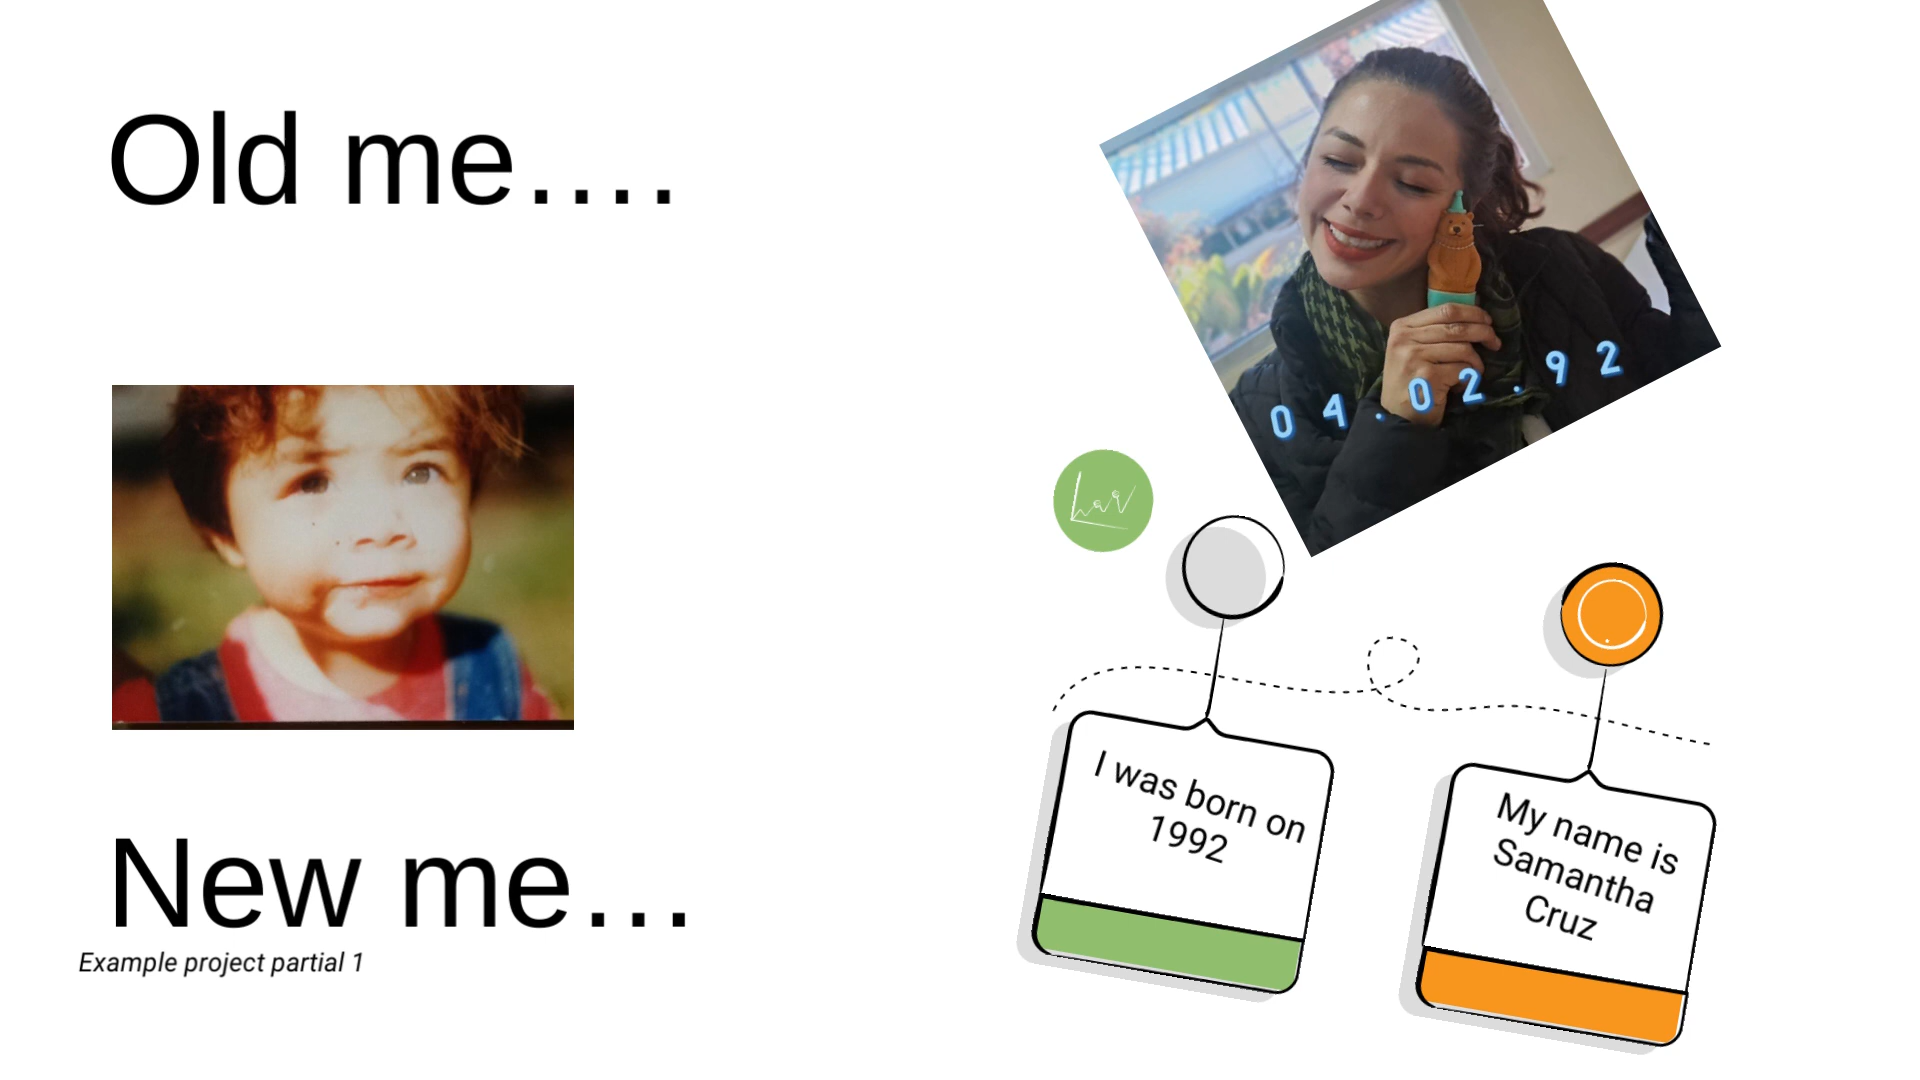 Old me….
04.02.92
I was born on
1992
My name is
Samantha
Cruz
New me…
Example project partial 1